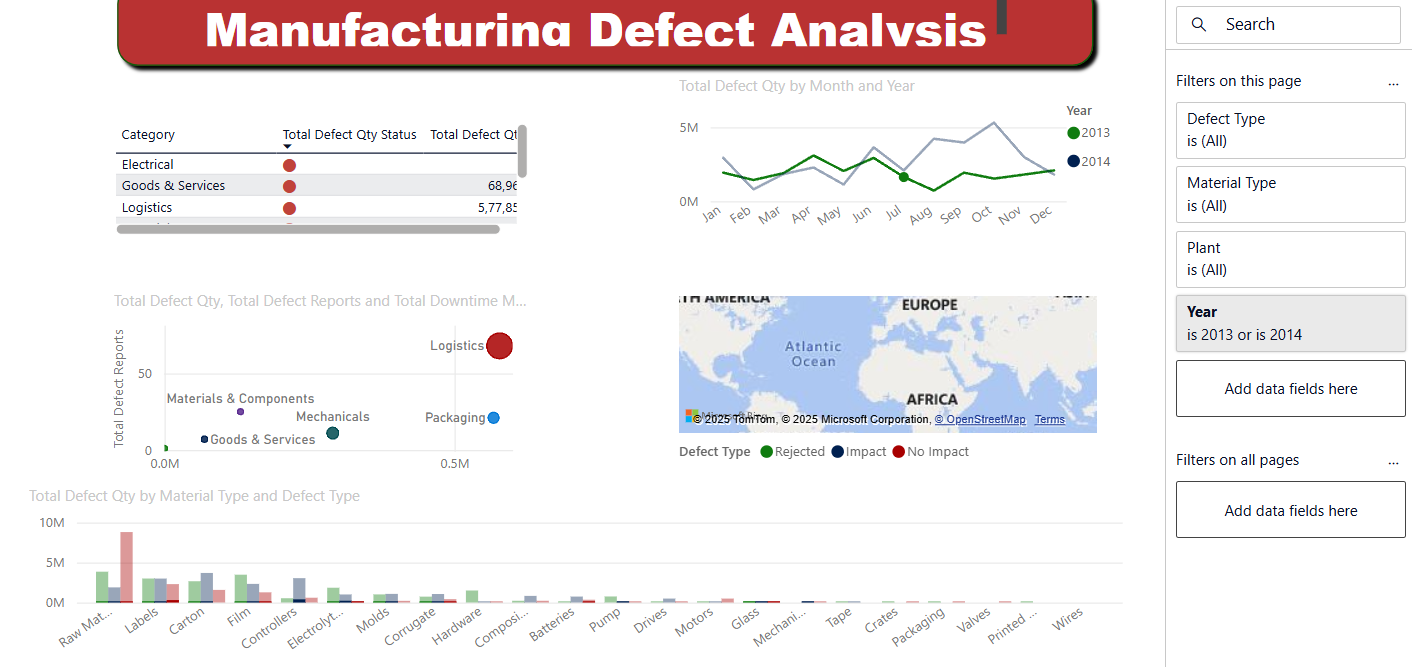 Manufacturing Defect Analysis
Category Total Defect Qty Status Total Defect Qt
Electrical
Goods & Services 68,96
Logistics 5,77,85
Total Defect Qty by Month and Year
5M
0M
Jan Feb Mar Apr May Jun Jul Aug Sep Oct Nov Dec
Year
2013
2014
Total Defect Qty, Total Defect Reports and Total Downtime M...
Total Defect Reports
50
0
0.0M 0.5M
Logistics
Materials & Components
Mechanicals
Packaging
Goods & Services
TH AMERICA
EUROPE
Atlantic
Ocean
AFRICA
© 2025 TomTom, © 2025 Microsoft Corporation, © OpenStreetMap Terms
Defect Type Rejected Impact No Impact
Total Defect Qty by Material Type and Defect Type
10M
5M
0M
Raw Mat... Labels Carton Film Controllers Electrolyt... Molds Corrugate Hardware Composi... Batteries Pump Drives Motors Glass Mechani... Tape Crates Packaging Valves Printed ... Wires
Search
Filters on this page ...
Defect Type
is (All)
Material Type
is (All)
Plant
is (All)
Year
is 2013 or is 2014
Add data fields here
Filters on all pages ...
Add data fields here